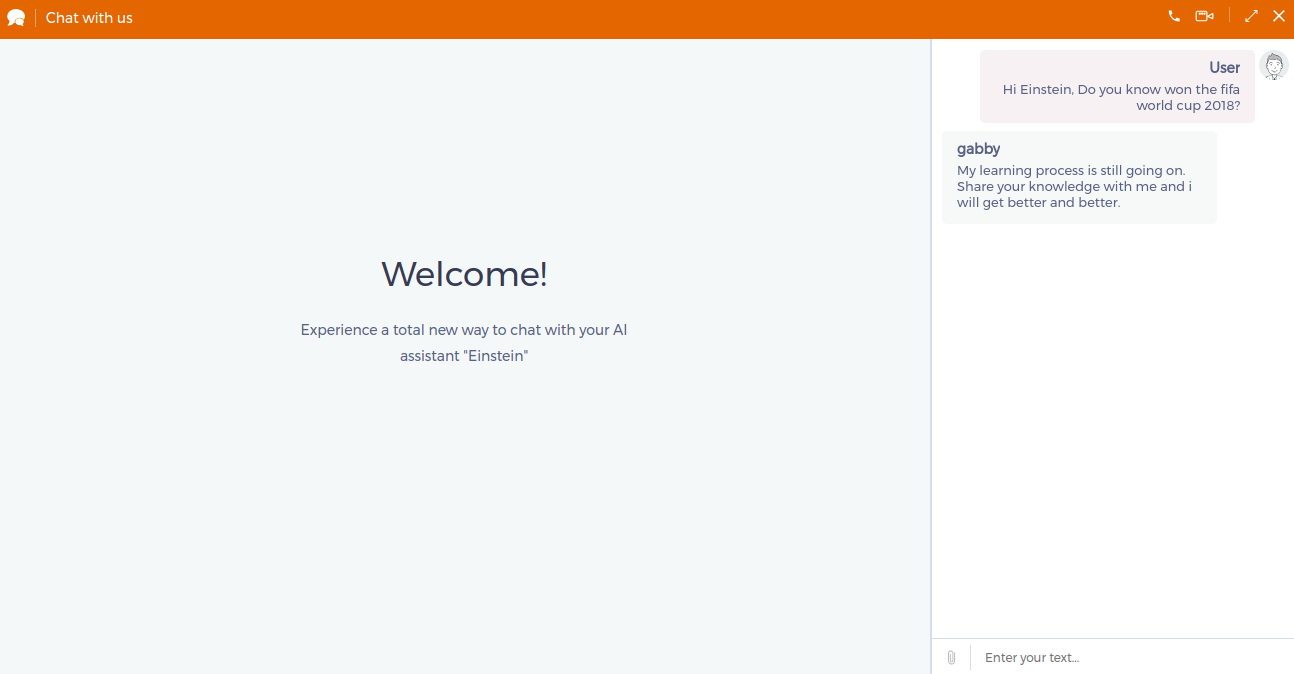 Chat with us
Welcome!
Experience a total new way to chat with your AI
assistant "Einstein"
User
Hi Einstein, Do you know won the fifa
world cup 2018?
gabby
My learning process is still going on.
Share your knowledge with me and i
will get better and better.
Enter your text...